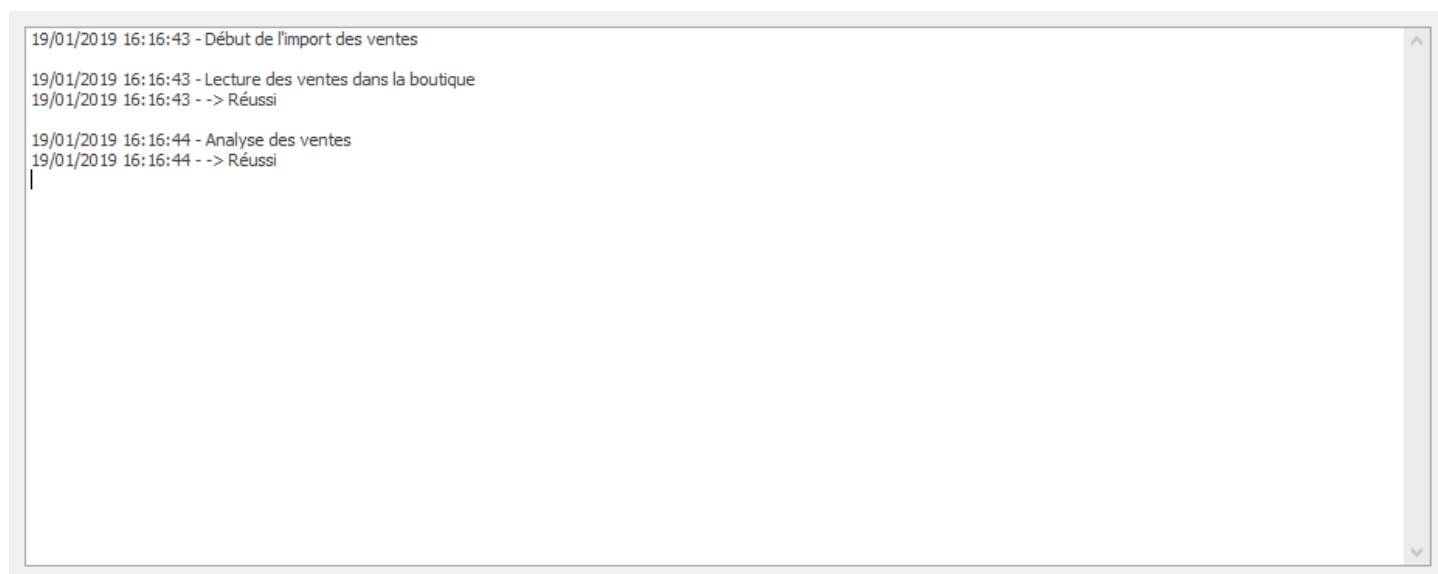 19/01/2019 16:16:43 - Début de l'import des ventes
19/01/2019 16:16:43 - Lecture des ventes dans la boutique
19/01/2019 16:16:43 - -> Réussi
19/01/2019 16:16:44 - Analyse des ventes
19/01/2019 16:16:44 - -> Réussi